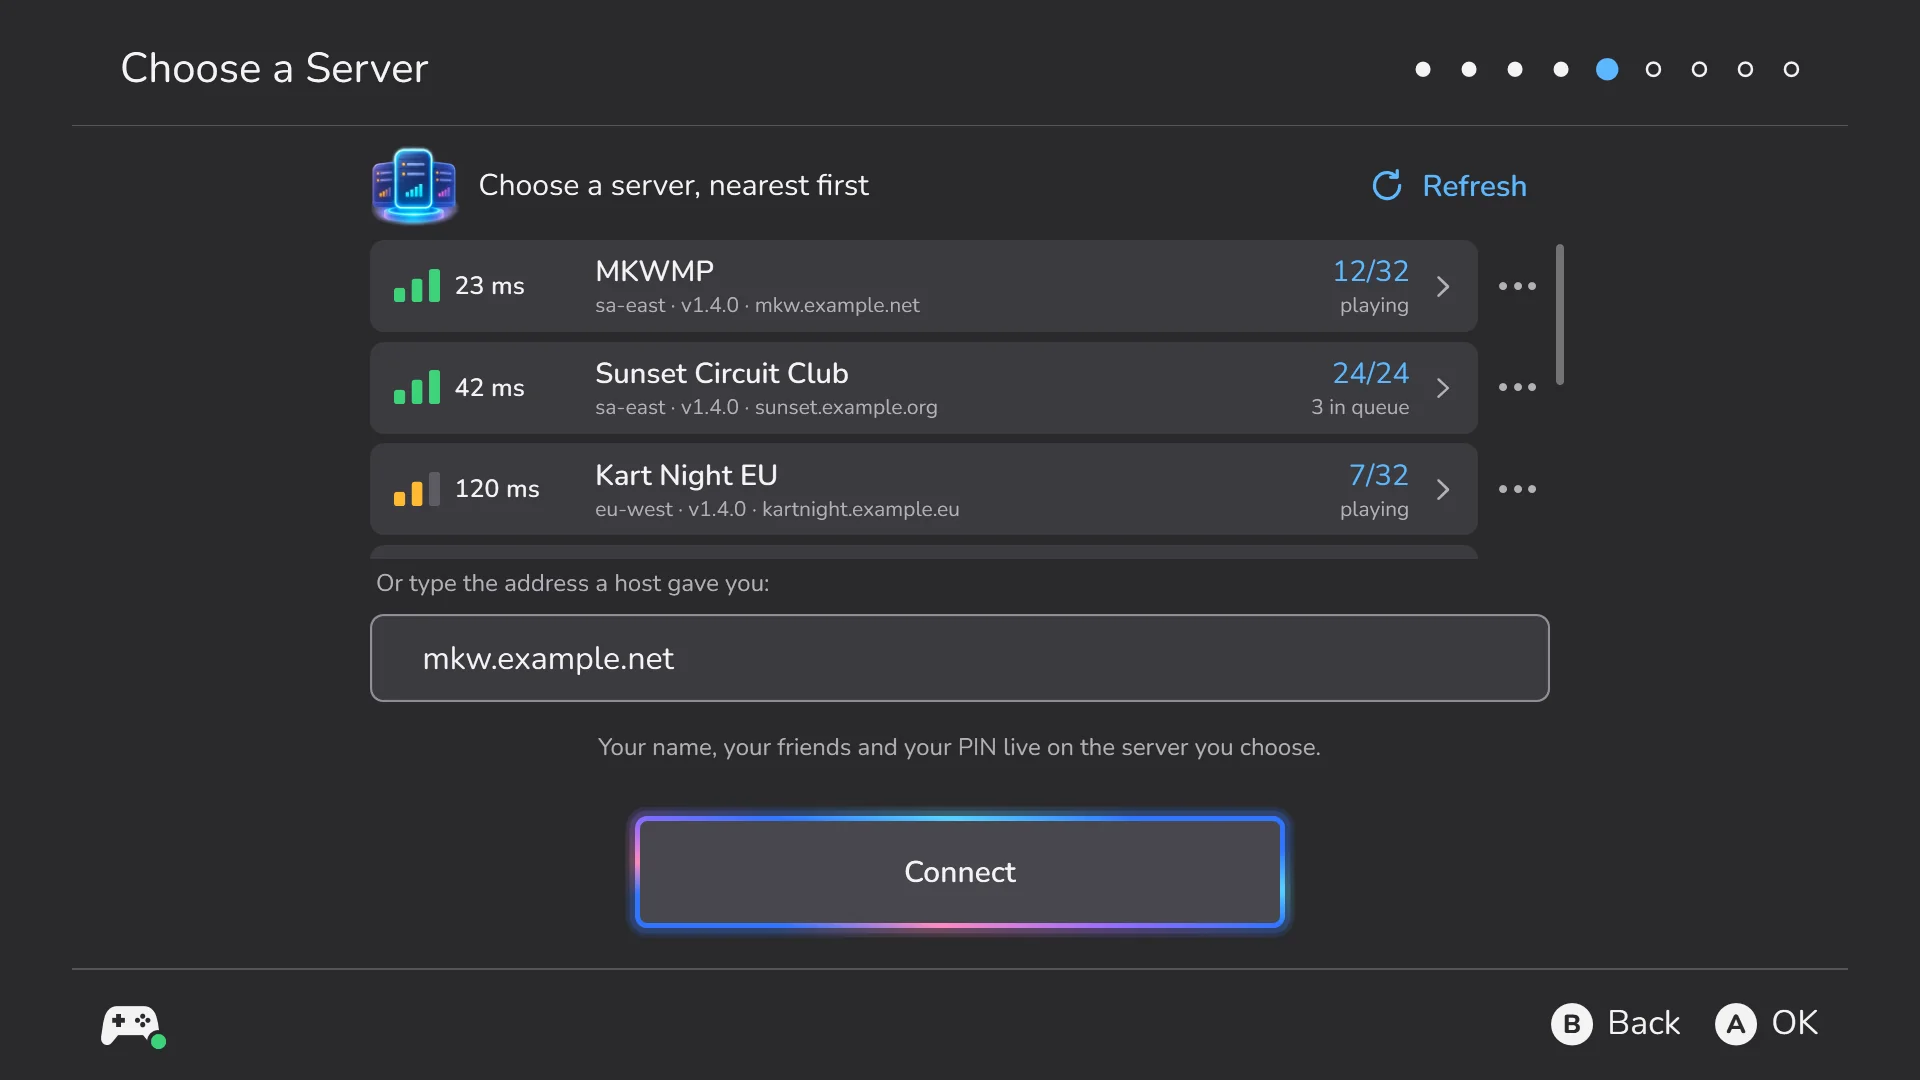 Choose a Server
Choose a server, nearest first
Refresh
23 ms
MKWMP
sa-east · v1.4.0 · mkw.example.net
12/32
playing
42 ms
Sunset Circuit Club
sa-east · v1.4.0 · sunset.example.org
24/24
3 in queue
120 ms
Kart Night EU
eu-west · v1.4.0 · kartnight.example.eu
7/32
playing
Or type the address a host gave you:
mkw.example.net
Your name, your friends and your PIN live on the server you choose.
Connect
B Back A OK